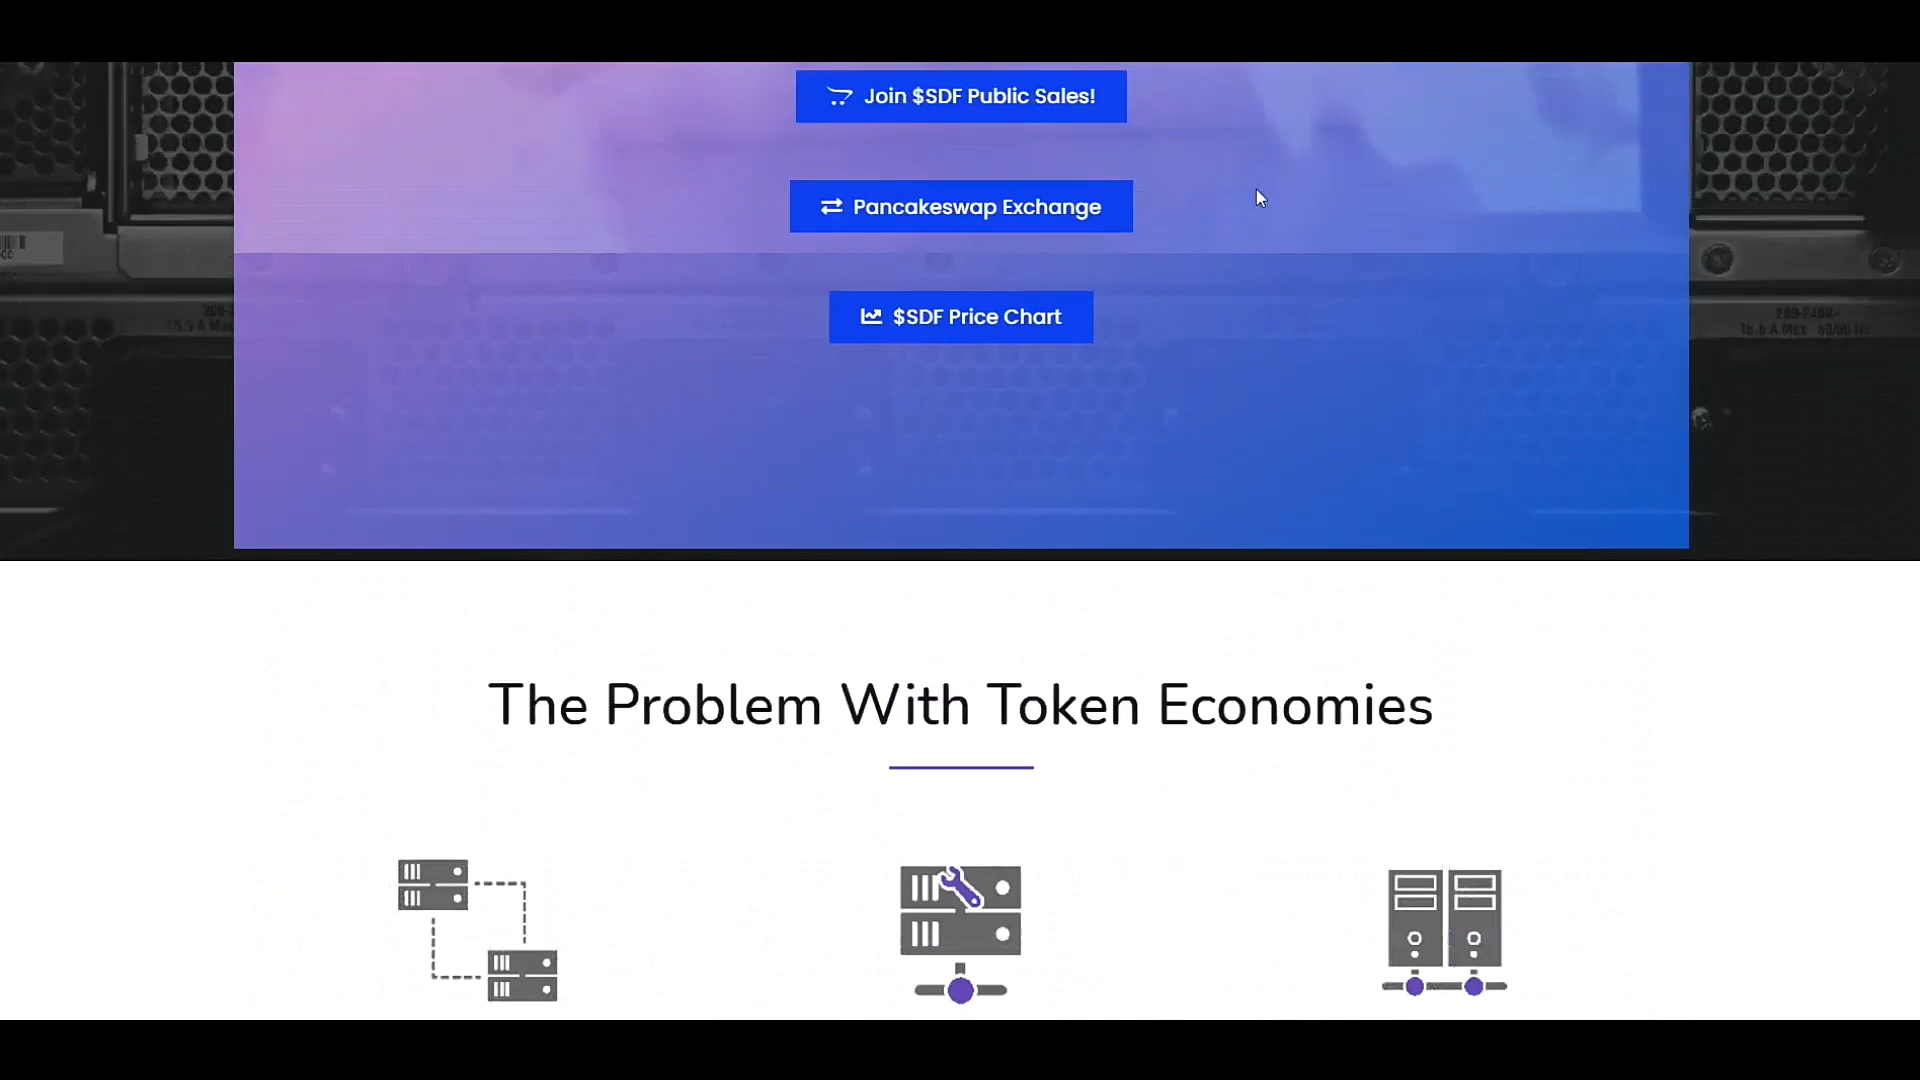 Join $SDF Public Sales!
Pancakeswap Exchange
$SDF Price Chart
The Problem With Token Economies